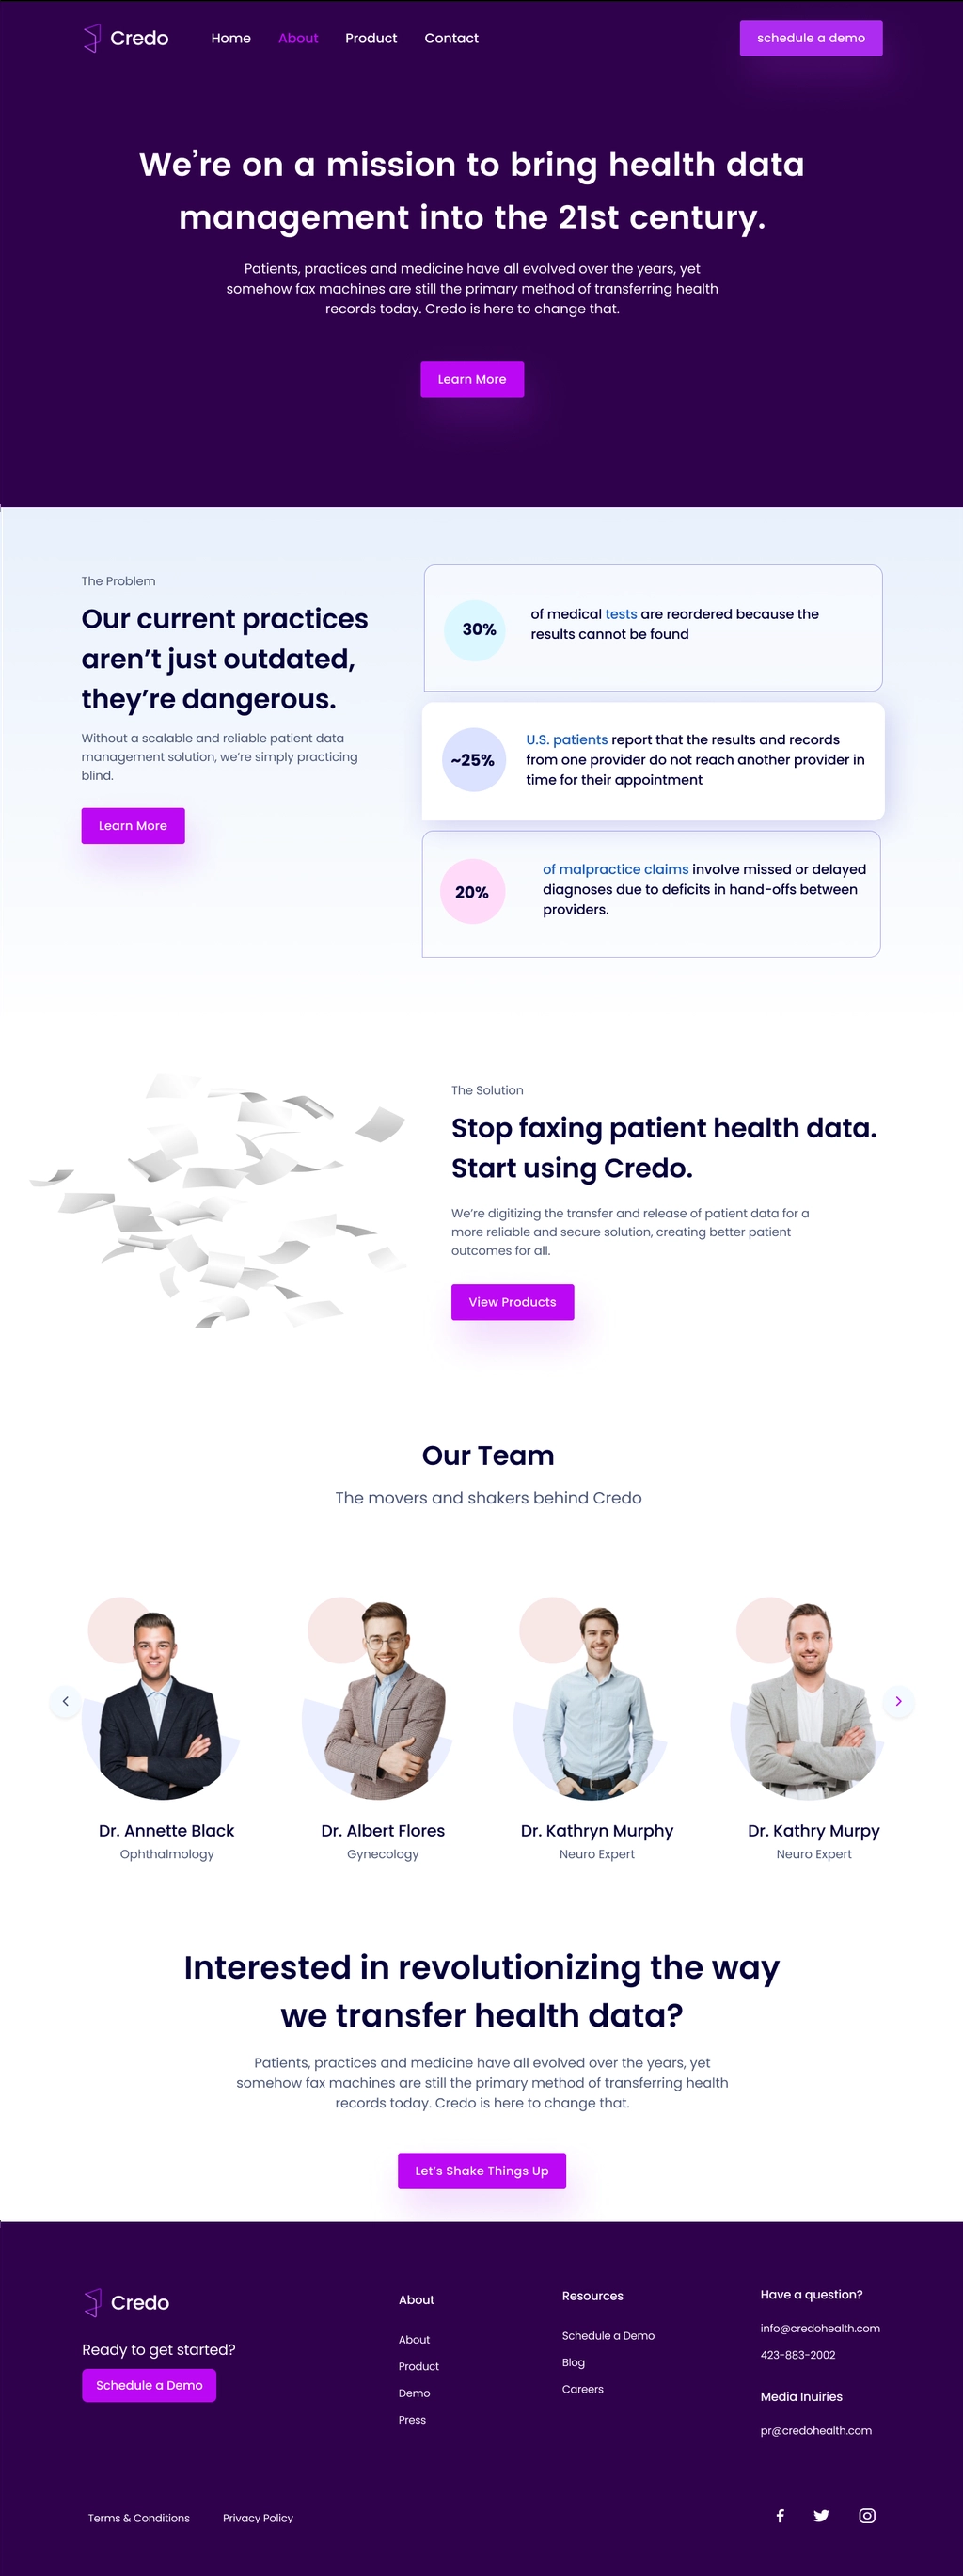 Credo
Home
About
Product
Contact
schedule a demo
We're on a mission to bring health data
management into the 21st century.
Patients, practices and medicine have all evolved over the years, yet
somehow fax machines are still the primary method of transferring health
records today. Credo is here to change that.
Learn More
The Problem
Our current practices
aren't just outdated,
they're dangerous.
Without a scalable and reliable patient data
management solution, we're simply practicing
blind.
Learn More
30%
of medical tests are reordered because the
results cannot be found
~25%
U.S. patients report that the results and records
from one provider do not reach another provider in
time for their appointment
20%
of malpractice claims involve missed or delayed
diagnoses due to deficits in hand-offs between
providers.
The Solution
Stop faxing patient health data.
Start using Credo.
We're digitizing the transfer and release of patient data for a
more reliable and secure solution, creating better patient
outcomes for all.
View Products
Our Team
The movers and shakers behind Credo
Dr. Annette Black
Ophthalmology
Dr. Albert Flores
Gynecology
Dr. Kathryn Murphy
Neuro Expert
Dr. Kathry Murpy
Neuro Expert
Interested in revolutionizing the way
we transfer health data?
Patients, practices and medicine have all evolved over the years, yet
somehow fax machines are still the primary method of transferring health
records today. Credo is here to change that.
Let's Shake Things Up
Credo
Ready to get started?
Schedule a Demo
About
About
Product
Demo
Press
Resources
Schedule a Demo
Blog
Careers
Have a question?
info@credohealth.com
423-883-2002
Media Inuiries
pr@credohealth.com
Terms & Conditions
Privacy Policy